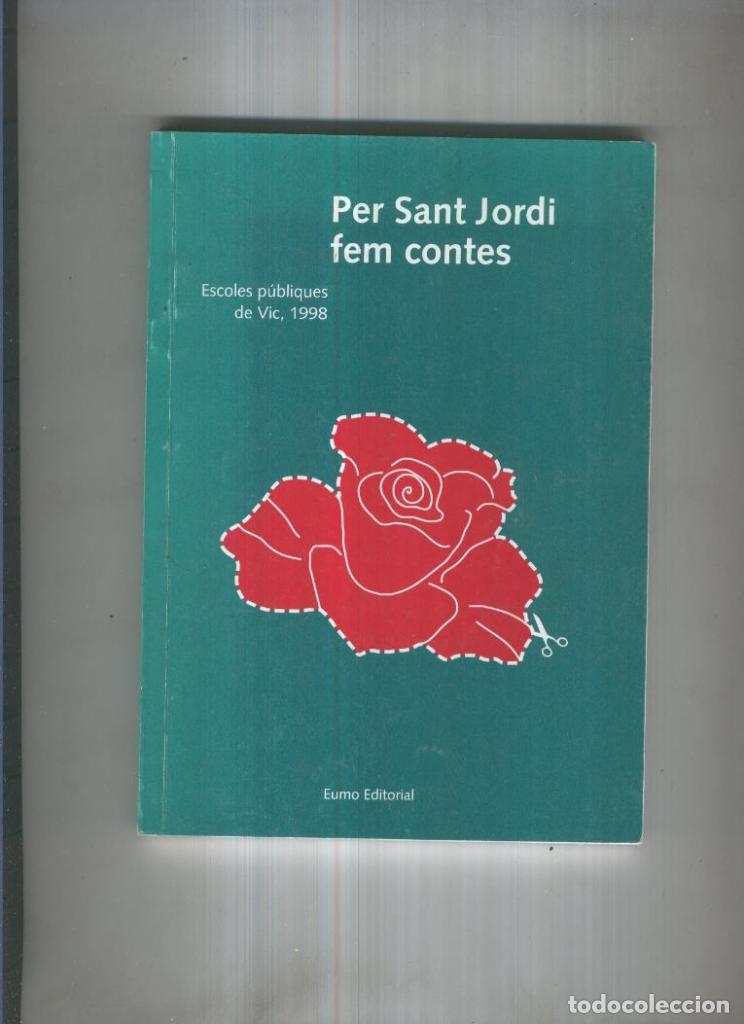 Per Sant Jordi
fem contes
Escoles públiques
de Vic, 1998
Eumo Editorial
todocoleccion